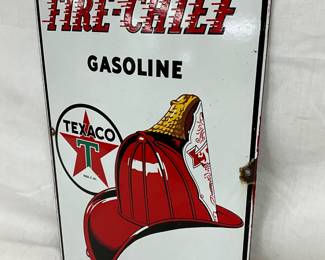 FIRE-CHIEF
GASOLINE
TEXACO
T